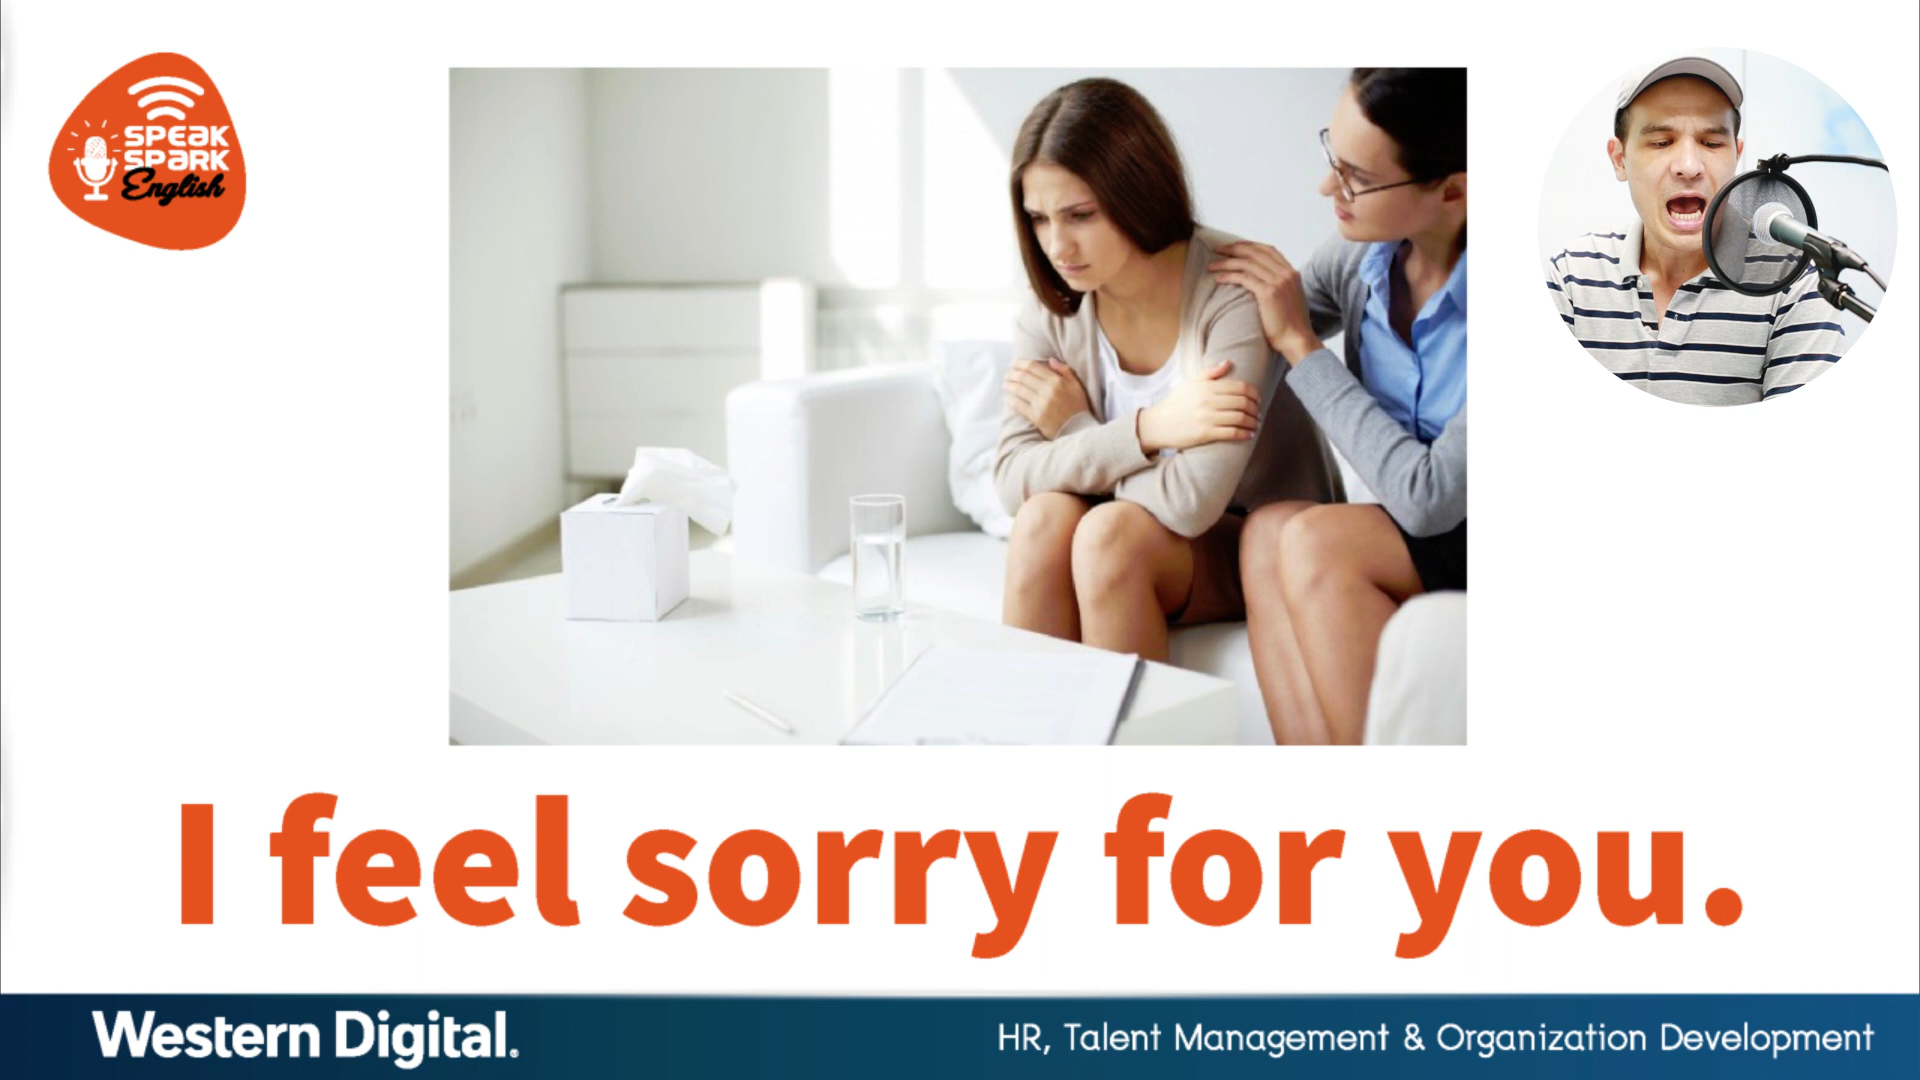 SPEAK
SPARK
English
I feel sorry for you.
Western Digital.
HR, Talent Management & Organization Development